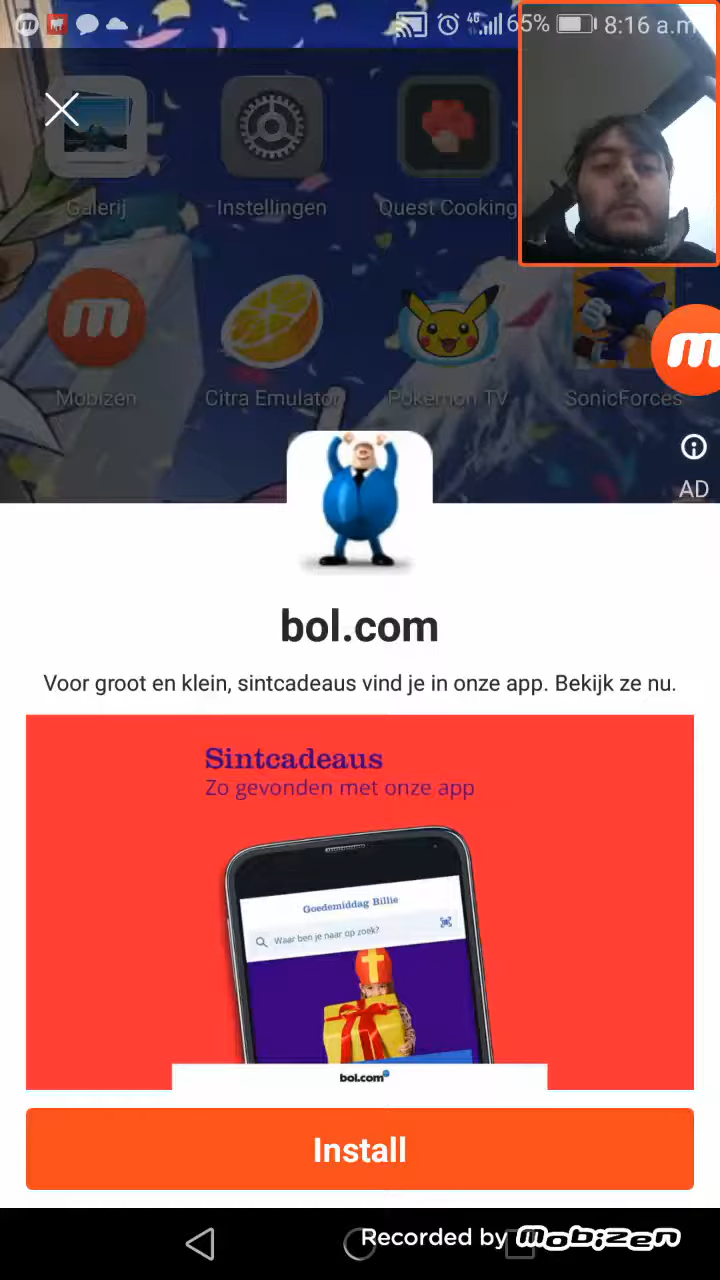 4G 65% 8:16 a.m
Galerij Instellingen Quest Cooking
m m
Mobizen Citra Emulator Pokémon TV SonicForces
AD
bol.com
Voor groot en klein, sintcadeaus vind je in onze app. Bekijk ze nu.
Sintcadeaus
Zo gevonden met onze app
Goedemiddag Billie
Waar ben je naar op zoek?
bol.com
Install
Recorded by Mobizen